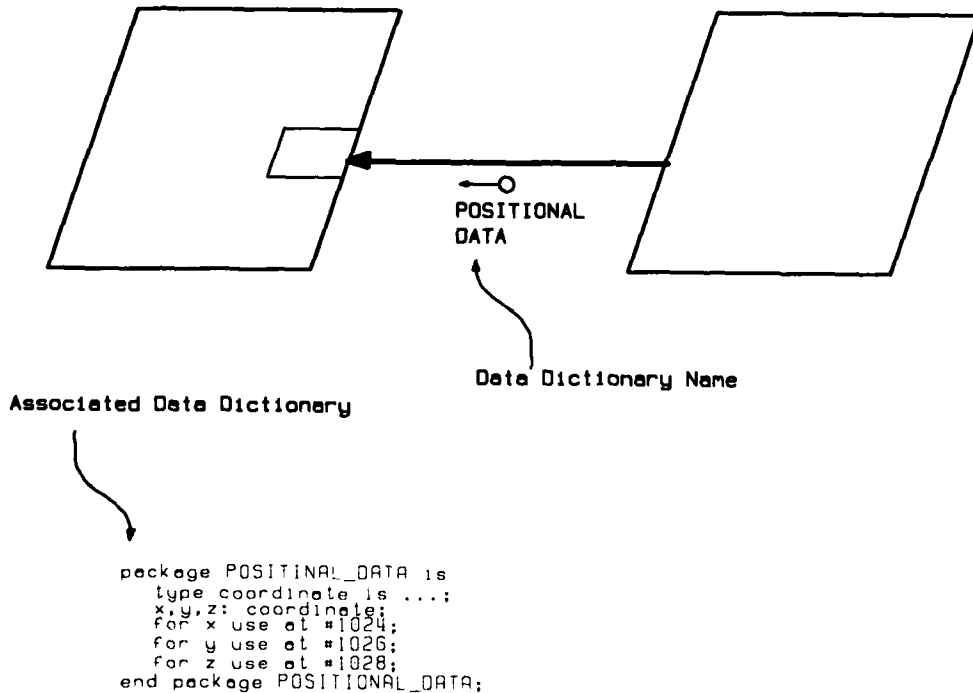 POSITIONAL
DATA
Data Dictionary Name
Associated Data Dictionary
package POSITINAL_DATA is
type coordinate is ...;
x,y,z: coordinate;
for x use at #1024;
for y use at #1026;
for z use at #1028;
end package POSITIONAL_DATA;